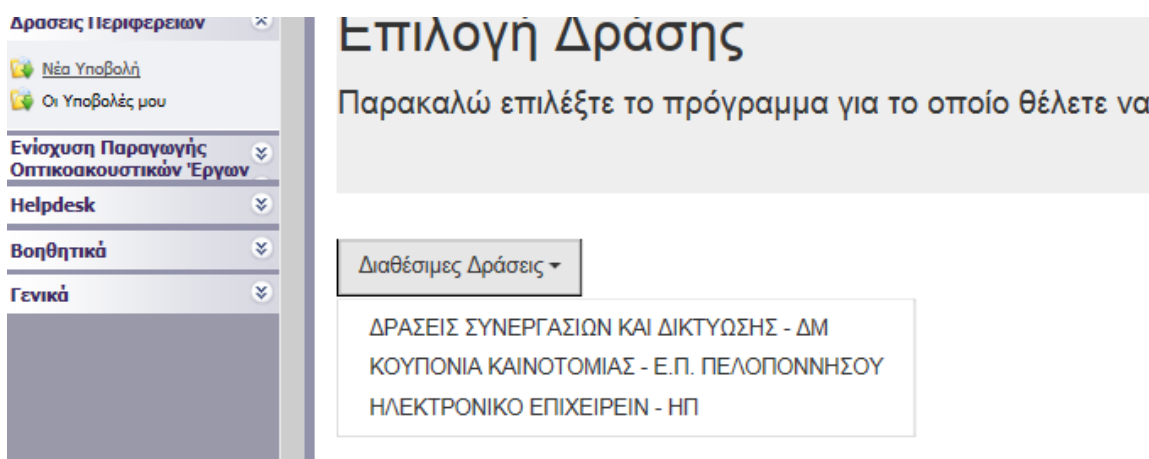 Δράσεις Περιφερειών
Νέα Υποβολή
Οι Υποβολές μου
Ενίσχυση Παραγωγής
Οπτικοακουστικών Έργων
Helpdesk
Βοηθητικά
Γενικά
Επιλογή Δράσης
Παρακαλώ επιλέξτε το πρόγραμμα για το οποίο θέλετε να
Διαθέσιμες Δράσεις
ΔΡΑΣΕΙΣ ΣΥΝΕΡΓΑΣΙΩΝ ΚΑΙ ΔΙΚΤΥΩΣΗΣ - ΔΜ
ΚΟΥΠΟΝΙΑ ΚΑΙΝΟΤΟΜΙΑΣ - Ε.Π. ΠΕΛΟΠΟΝΝΗΣΟΥ
ΗΛΕΚΤΡΟΝΙΚΟ ΕΠΙΧΕΙΡΕΙΝ - ΗΠ